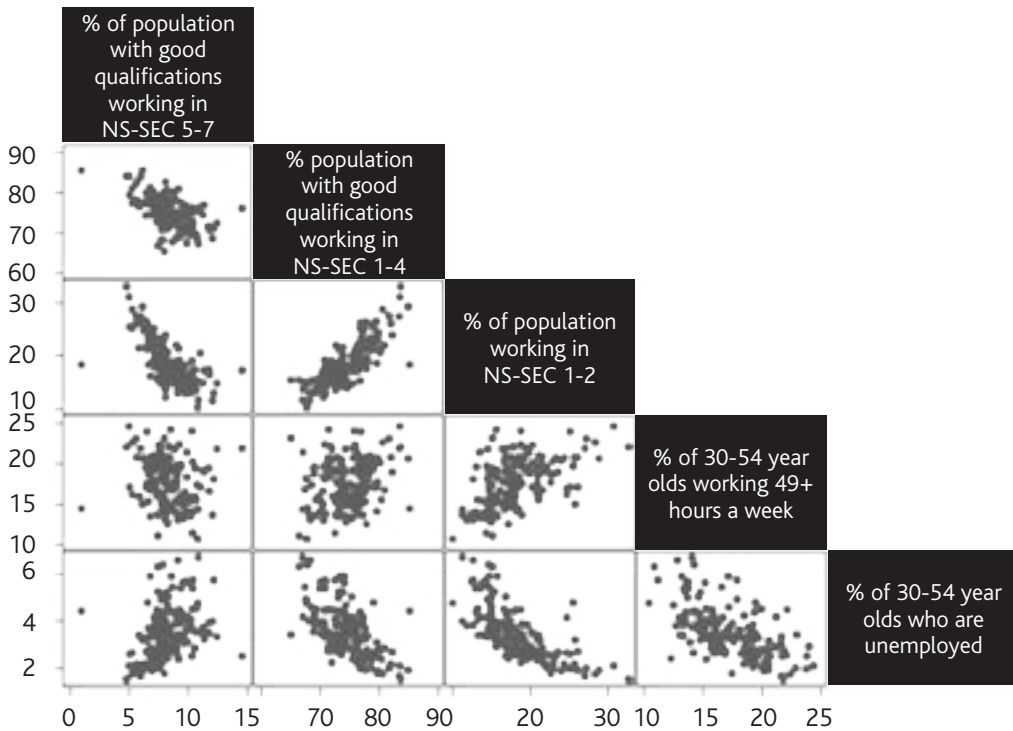 % of population
with good
qualifications
working in
NS-SEC 5-7
90
80
70
60
% population
with good
qualifications
working in
NS-SEC 1-4
30
20
10
% of population
working in
NS-SEC 1-2
25
20
15
10
% of 30-54 year
olds working 49+
hours a week
6
4
2
% of 30-54 year
olds who are
unemployed
0 5 10 15 70 80 90 20 30 10 15 20 25